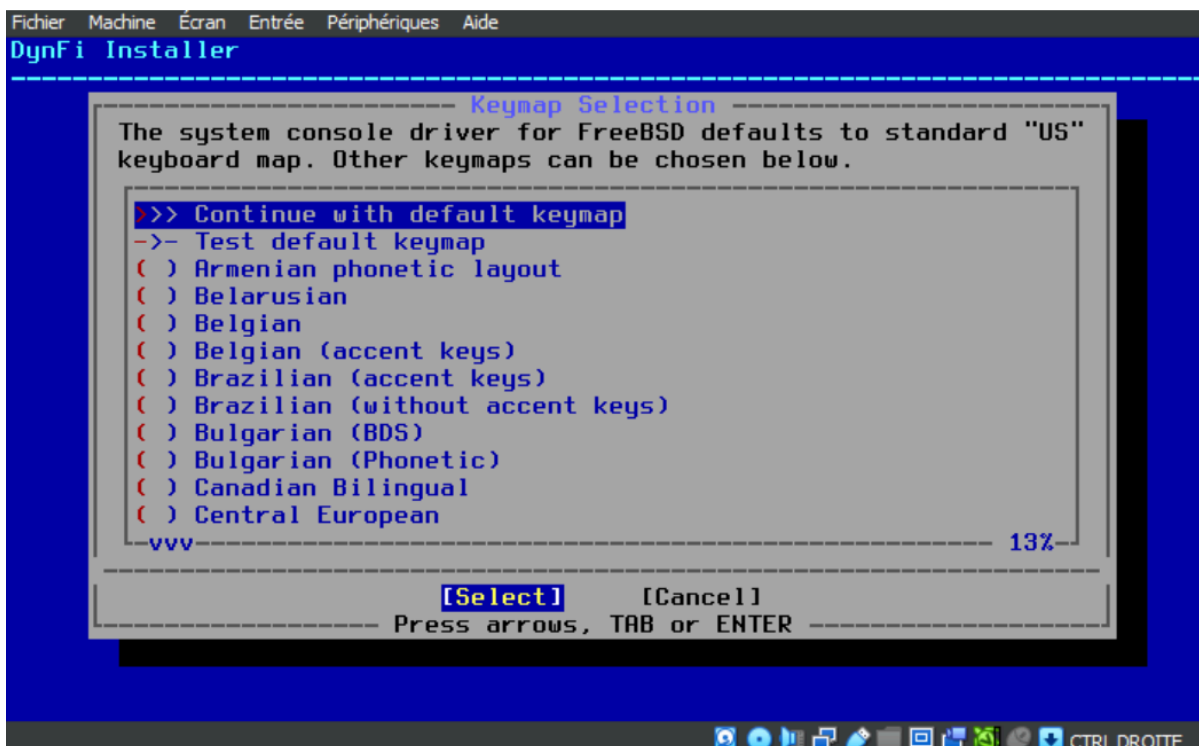 Fichier Machine Écran Entrée Périphériques Aide
DynFi Installer
Keymap Selection
The system console driver for FreeBSD defaults to standard "US"
keyboard map. Other keymaps can be chosen below.
>>> Continue with default keymap
->- Test default keymap
( ) Armenian phonetic layout
( ) Belarusian
( ) Belgian
( ) Belgian (accent keys)
( ) Brazilian (accent keys)
( ) Brazilian (without accent keys)
( ) Bulgarian (BDS)
( ) Bulgarian (Phonetic)
( ) Canadian Bilingual
( ) Central European
vvv 13%
[Select] [Cancel]
Press arrows, TAB or ENTER
CTRL DROITE